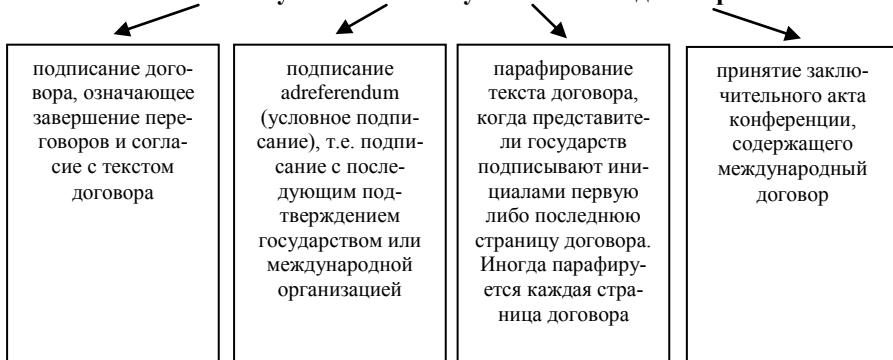 подписание дого-
вора, означающее
завершение пере-
говоров и согла-
сие с текстом
договора
подписание
adreferendum
(условное подпи-
сание), т.е. подпи-
сание с после-
дующим под-
тверждением
государством или
международной
организацией
парафирование
текста договора,
когда представите-
ли государств
подписывают ини-
циалами первую
либо последнюю
страницу договора.
Иногда парафиру-
ется каждая стра-
ница договора
принятие заклю-
чительного акта
конференции,
содержащего
международный
договор